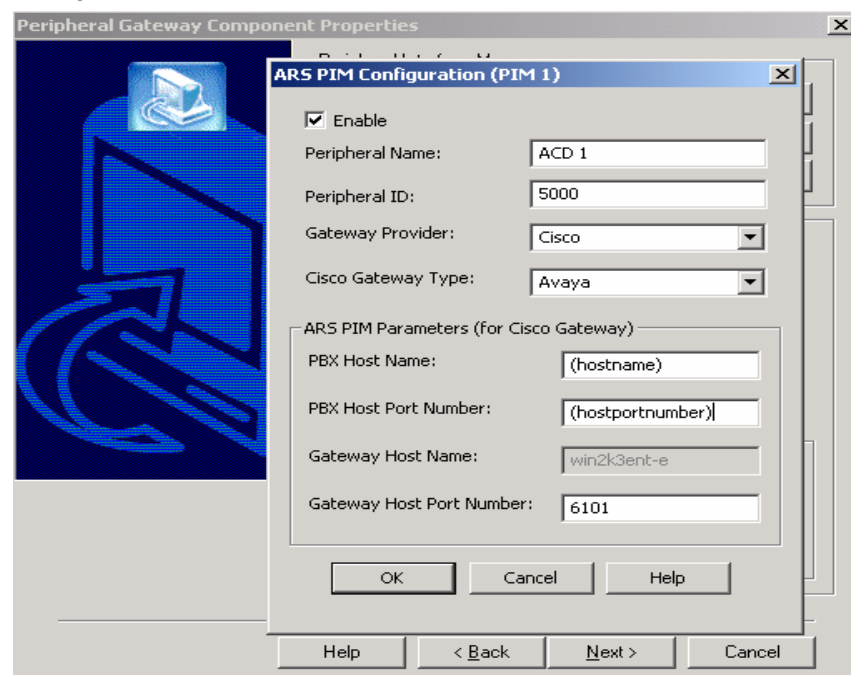 Peripheral Gateway Component Properties
ARS PIM Configuration (PIM 1)
Enable
Peripheral Name: ACD 1
Peripheral ID: 5000
Gateway Provider: Cisco
Cisco Gateway Type: Avaya
ARS PIM Parameters (for Cisco Gateway)
PBX Host Name: (hostname)
PBX Host Port Number: (hostportnumber)
Gateway Host Name: win2k3ent-e
Gateway Host Port Number: 6101
OK Cancel Help
Help < Back Next > Cancel